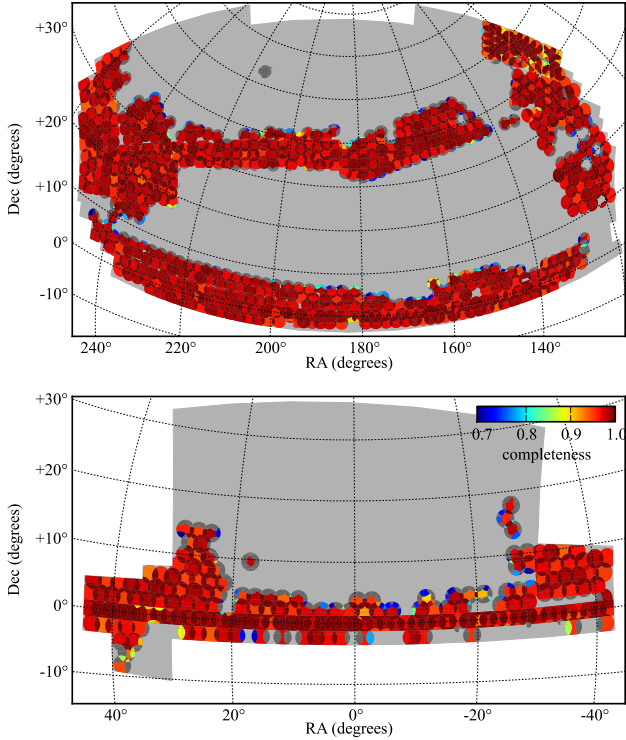 +30°
+20°
+10°
0°
-10°
Dec (degrees)
240° 220° 200° 180° 160° 140°
RA (degrees)
+30°
+20°
+10°
0°
-10°
Dec (degrees)
0.7 0.8 0.9 1.0
completeness
40° 20° 0° -20° -40°
RA (degrees)